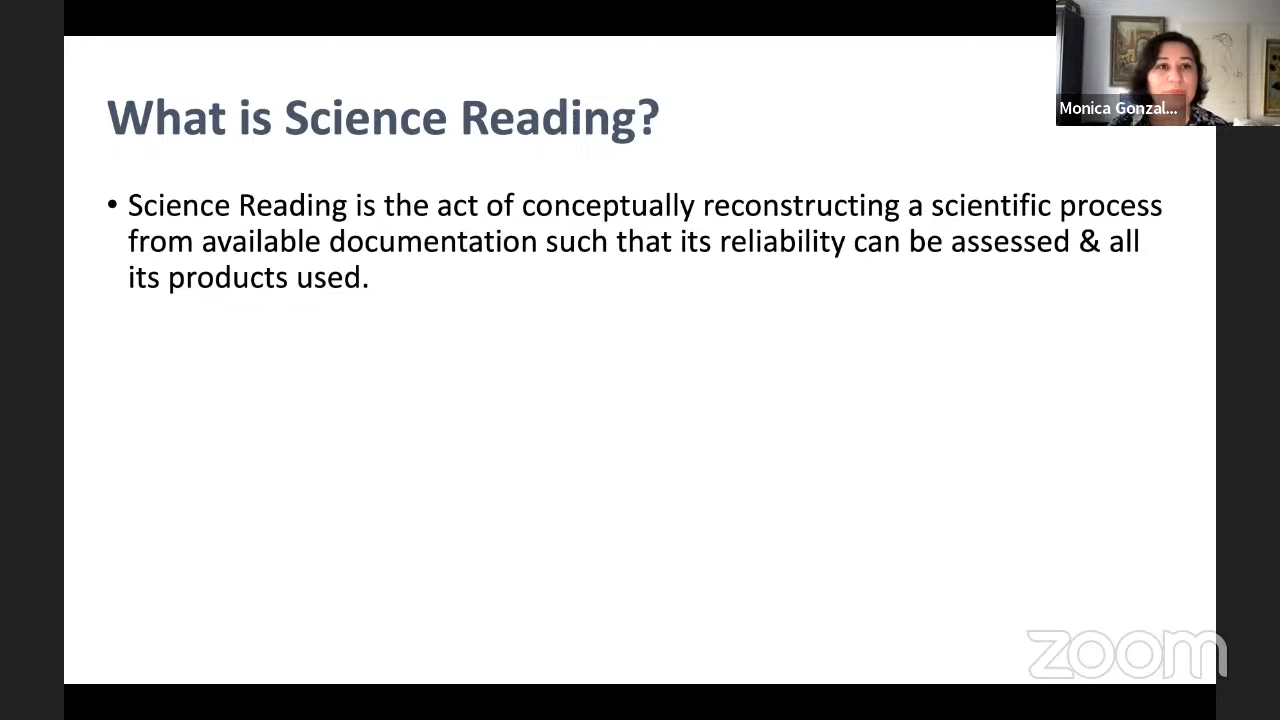 What is Science Reading?
Monica Gonzal...
• Science Reading is the act of conceptually reconstructing a scientific process
from available documentation such that its reliability can be assessed & all
its products used.
zoom